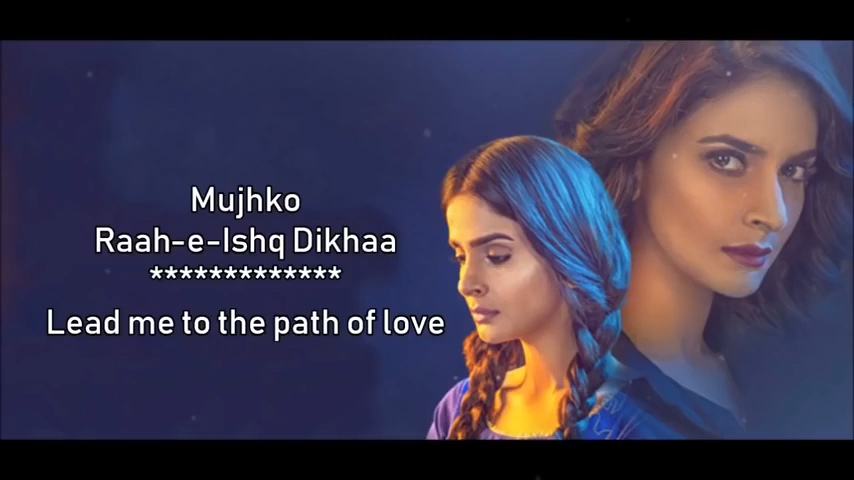 Mujhko
Raah-e-Ishq Dikhaa
*************
Lead me to the path of love